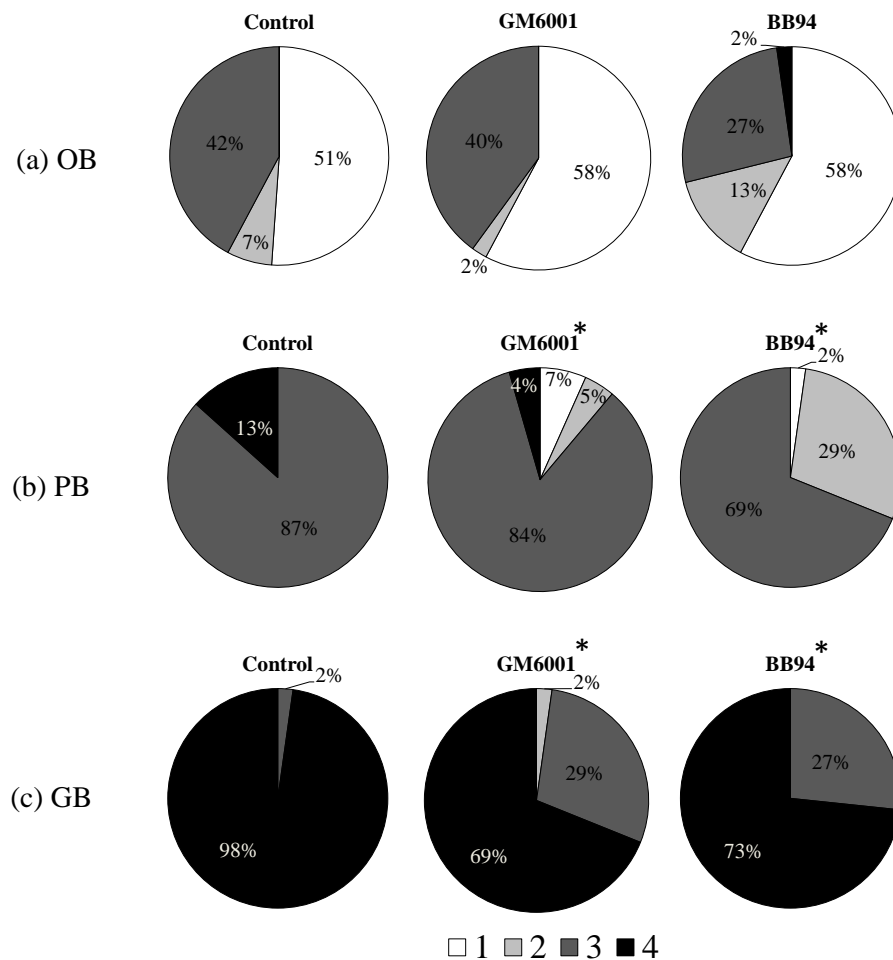 Control GM6001 BB94
2%
42% 51% 40% 58% 27% 58%
(a) OB
13%
7%
2%
Control GM6001* BB94*
2%
4% 7% 5%
13% 29%
(b) PB
87% 84% 69%
Control GM6001* BB94*
2% 2%
29% 27%
(c) GB
98% 69% 73%
1 2 3 4